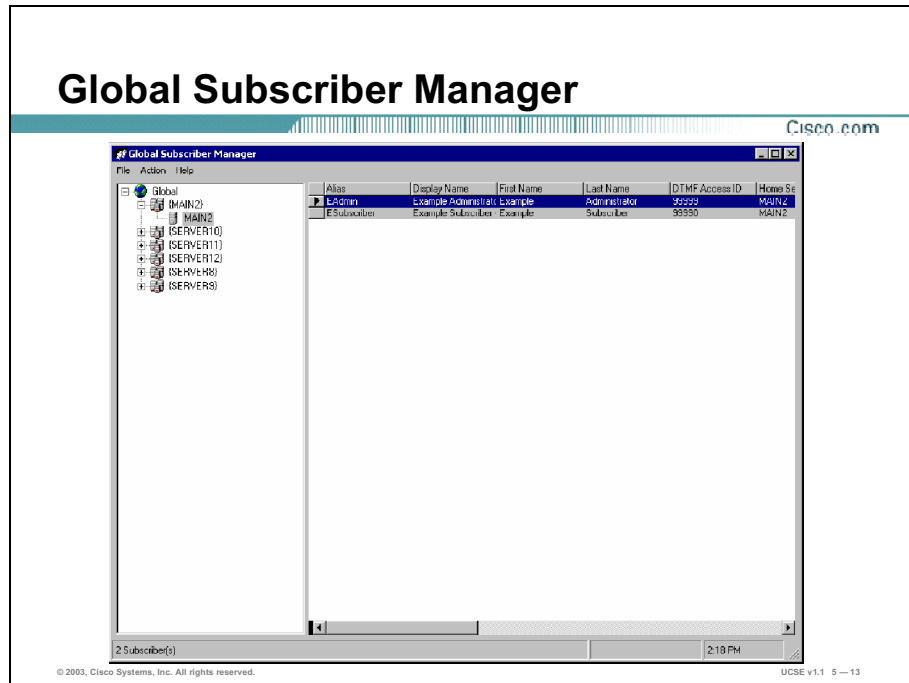 Global Subscriber Manager
Cisco.com
Global Subscriber Manager
File Action Help
Global
{MAIN2}
MAIN2
{SERVER10}
{SERVER11}
{SERVER12}
{SERVER8}
{SERVER9}
Alias Display Name First Name Last Name DTMF Access ID Home Se
EAdmin Example Administratc Example Administrator 99999 MAIN2
ESubscriber Example Subscriber Example Subscriber 99990 MAIN2
2 Subscriber(s) 2:18 PM
© 2003, Cisco Systems, Inc. All rights reserved. UCSE v1.1 5 — 13